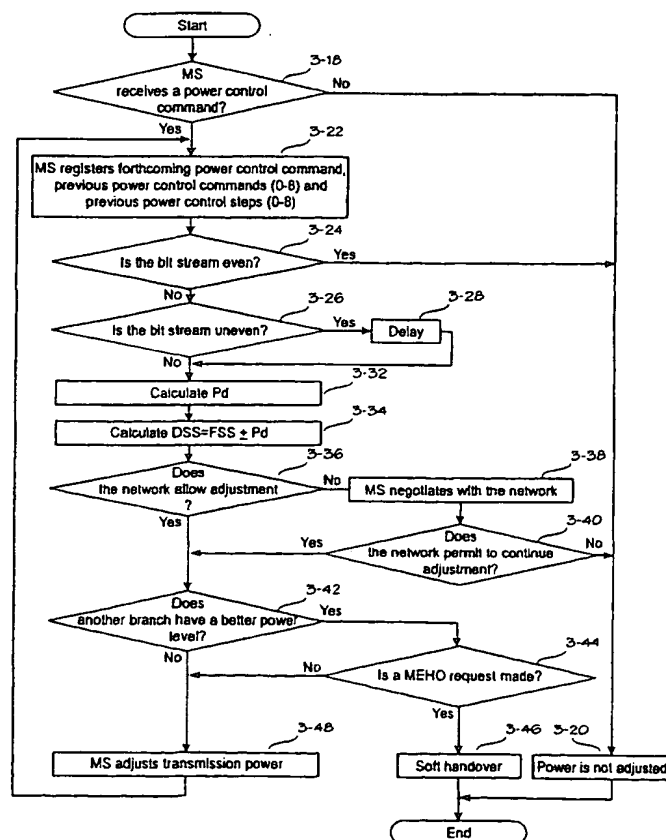 Start
3-18
MS
receives a power control
command?
No
Yes
3-22
MS registers forthcoming power control command,
previous power control commands (0-8) and
previous power control steps (0-8)
3-24
Is the bit stream even?
Yes
No
3-26
3-28
Is the bit stream uneven?
Yes
Delay
No
3-32
Calculate Pd
3-34
Calculate DSS=FSS ± Pd
3-36
3-38
Does
the network allow adjustment
?
No
MS negotiates with the network
Yes
3-40
Does
the network permit to continue
adjustment?
Yes
No
3-42
Does
another branch have a better power
level?
Yes
No
3-44
Is a MEHO request made?
No
Yes
3-48
3-46
3-20
MS adjusts transmission power
Soft handover
Power is not adjusted
End